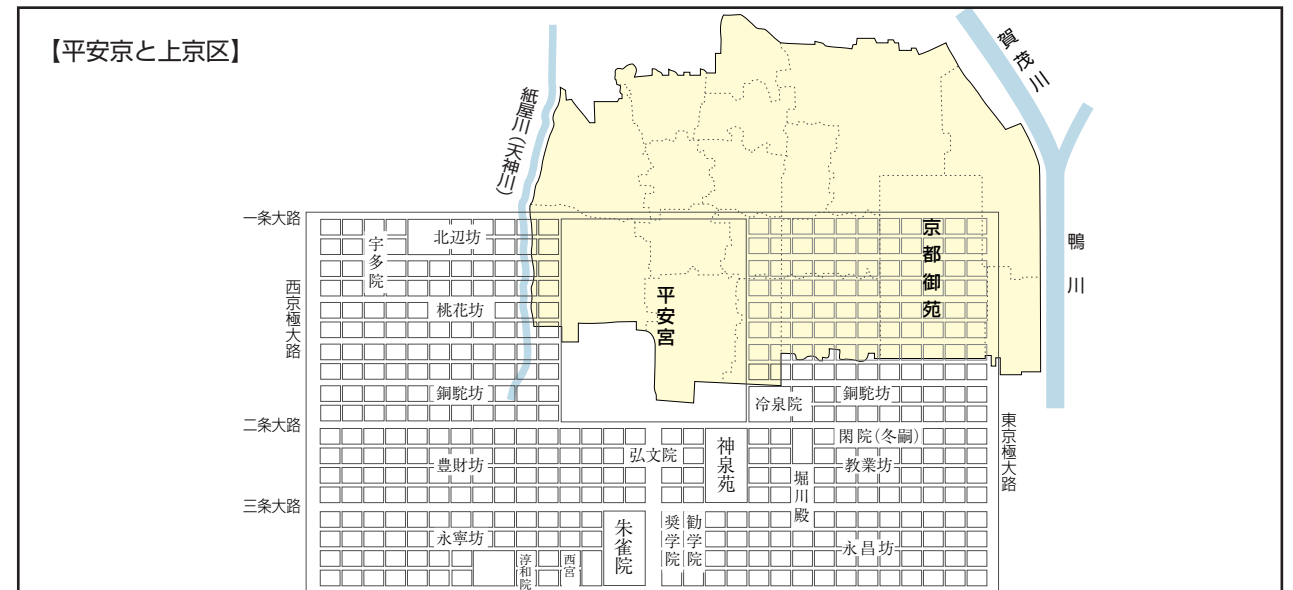 【平安京と上京区】
賀茂川
紙屋川（天神川）
一条大路
北辺坊
宇多院
京都御苑
鴨川
西京極大路
桃花坊
平安宮
銅駝坊
冷泉院
銅駝坊
二条大路
東京極大路
閑院（冬嗣）
弘文院
神泉苑
豊財坊
教業坊
堀川殿
三条大路
朱雀院
奨学院
勧学院
永寧坊
永昌坊
淳和院
西宮